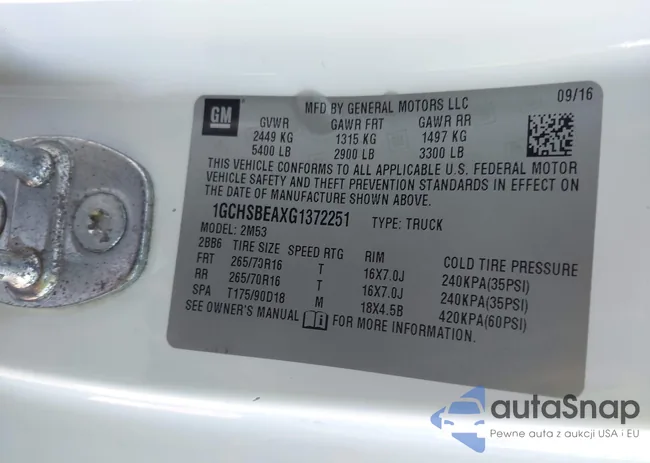 GM
MFD BY GENERAL MOTORS LLC 09/16
GVWR GAWR FRT GAWR RR
2449 KG 1315 KG 1497 KG
5400 LB 2900 LB 3300 LB
THIS VEHICLE CONFORMS TO ALL APPLICABLE U.S. FEDERAL MOTOR
VEHICLE SAFETY AND THEFT PREVENTION STANDARDS IN EFFECT ON
THE DATE OF MANUFACTURE SHOWN ABOVE.
1GCHSBEAXG1372251 TYPE: TRUCK
MODEL: 2M53
2BB6 TIRE SIZE SPEED RTG RIM COLD TIRE PRESSURE
FRT 265/70R16 T 16X7.0J 240KPA(35PSI)
RR 265/70R16 T 16X7.0J 240KPA(35PSI)
SPA T175/90D18 M 18X4.5B 420KPA(60PSI)
SEE OWNER'S MANUAL FOR MORE INFORMATION.
autaSnap
Pewne auta z aukcji USA i EU